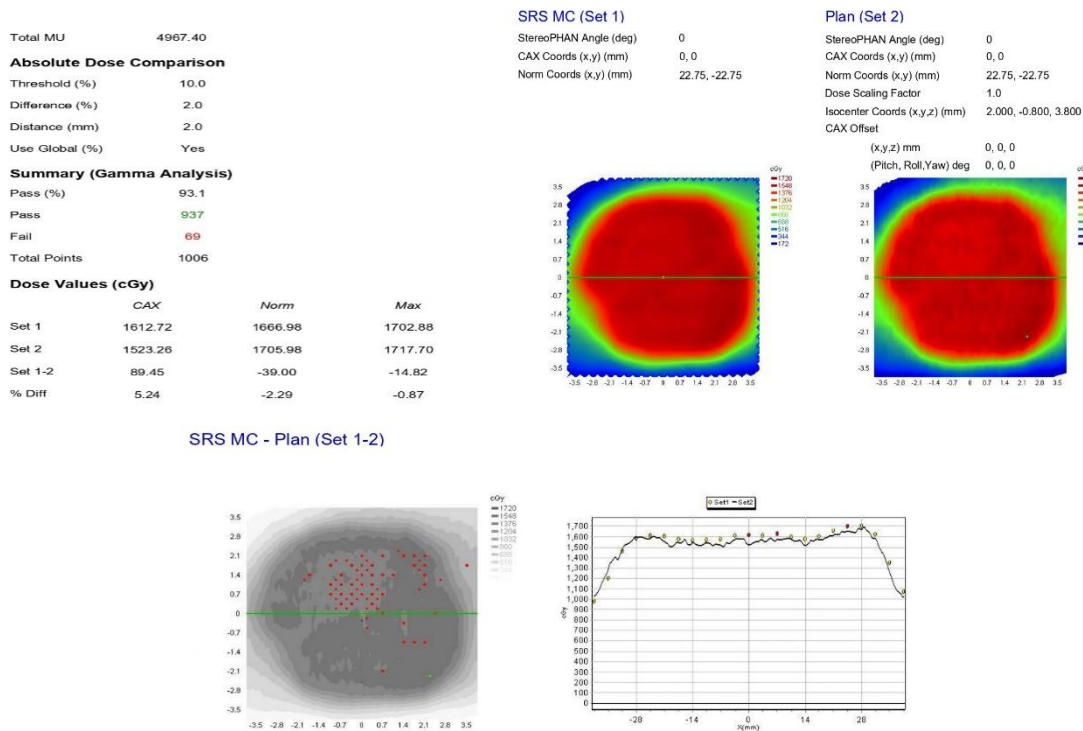 Total MU 4967.40
Absolute Dose Comparison
Threshold (%) 10.0
Difference (%) 2.0
Distance (mm) 2.0
Use Global (%) Yes
Summary (Gamma Analysis)
Pass (%) 93.1
Pass 937
Fail 69
Total Points 1006
Dose Values (cGy)
CAX Norm Max
Set 1 1612.72 1666.98 1702.88
Set 2 1523.26 1705.98 1717.70
Set 1-2 89.45 -39.00 -14.82
% Diff 5.24 -2.29 -0.87
SRS MC (Set 1)
StereoPHAN Angle (deg) 0
CAX Coords (x,y) (mm) 0, 0
Norm Coords (x,y) (mm) 22.75, -22.75
cGy
1720
1548
1376
1204
1032
860
688
516
344
172
3.5
2.8
2.1
1.4
0.7
0
-0.7
-1.4
-2.1
-2.8
-3.5
-3.5 -2.8 -2.1 -1.4 -0.7 0 0.7 1.4 2.1 2.8 3.5
Plan (Set 2)
StereoPHAN Angle (deg) 0
CAX Coords (x,y) (mm) 0, 0
Norm Coords (x,y) (mm) 22.75, -22.75
Dose Scaling Factor 1.0
Isocenter Coords (x,y,z) (mm) 2.000, -0.800, 3.800
CAX Offset
(x,y,z) mm 0, 0, 0
(Pitch, Roll,Yaw) deg 0, 0, 0
cGy
3.5
2.8
2.1
1.4
0.7
0
-0.7
-1.4
-2.1
-2.8
-3.5
-3.5 -2.8 -2.1 -1.4 -0.7 0 0.7 1.4 2.1 2.8 3.5
SRS MC - Plan (Set 1-2)
cGy
1720
1548
1376
1204
1032
860
688
516
344
3.5
2.8
2.1
1.4
0.7
0
-0.7
-1.4
-2.1
-2.8
-3.5
-3.5 -2.8 -2.1 -1.4 -0.7 0 0.7 1.4 2.1 2.8 3.5
Set1 Set2
1,700
1,600
1,500
1,400
1,300
1,200
1,100
1,000
900
800
700
600
500
400
300
200
100
0
cGy
-28 -14 0 14 28
X(mm)